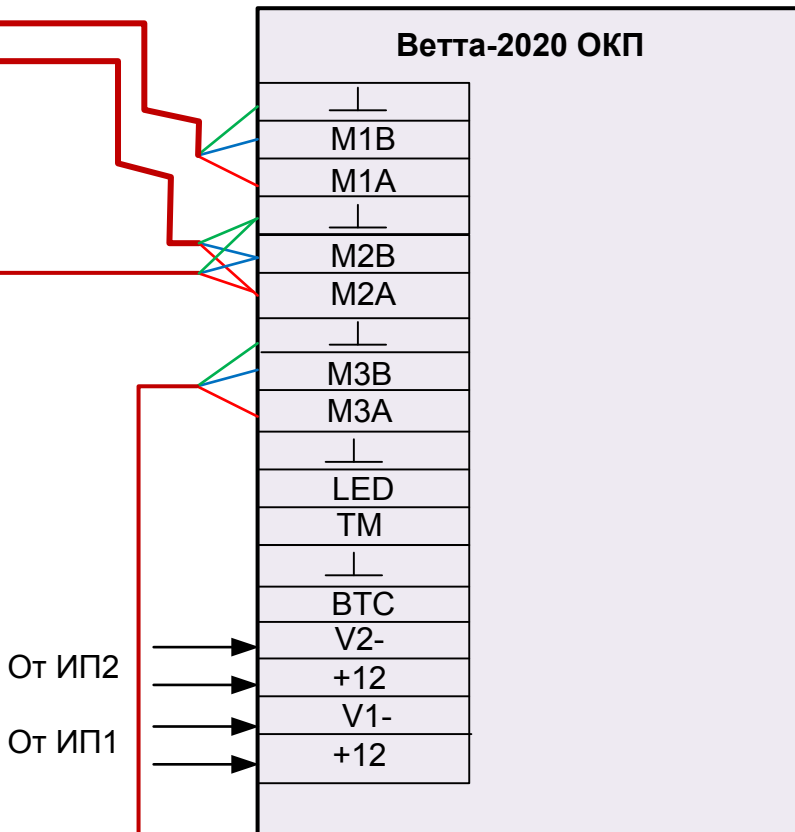 Ветта-2020 ОКП
M1B
M1A
M2B
M2A
M3B
M3A
LED
TM
BTC
V2-
От ИП2
+12
V1-
От ИП1
+12